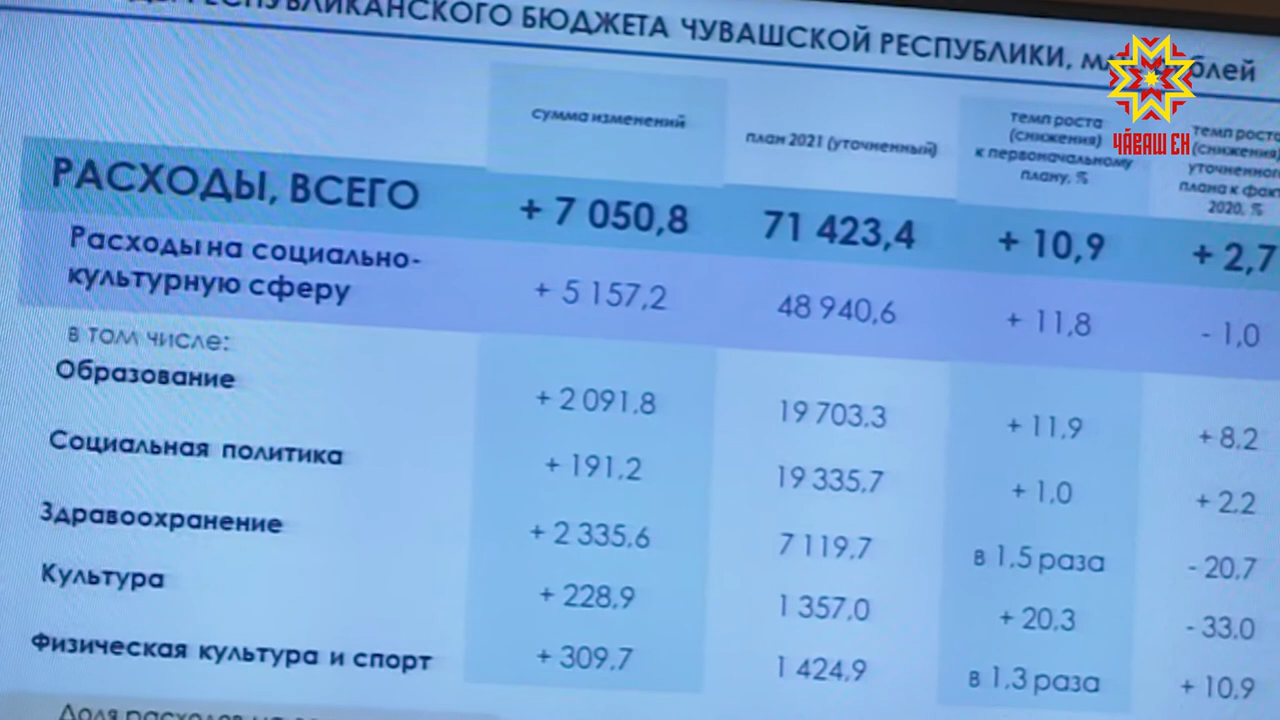 РЕСПУБЛИКАНСКОГО БЮДЖЕТА ЧУВАШСКОЙ РЕСПУБЛИКИ,
ЧӐВАШ ЕН
сумма изменений
план 2021 (уточненный)
темп роста
(снижения)
к первоначальному
плану, %
темп роста
(снижения)
уточненного
плана к
2020, %
РАСХОДЫ, ВСЕГО + 7 050,8 71 423,4 + 10,9 + 2,7
Расходы на социально-
культурную сферу + 5 157,2 48 940,6 + 11,8 - 1,0
в том числе:
Образование + 2 091,8 19 703,3 + 11,9 + 8,2
Социальная политика + 191,2 19 335,7 + 1,0 + 2,2
Здравоохранение + 2 335,6 7 119,7 в 1,5 раза - 20,7
Культура + 228,9 1 357,0 + 20,3 - 33,0
Физическая культура и спорт + 309,7 1 424,9 в 1,3 раза + 10,9
Доля расходов на